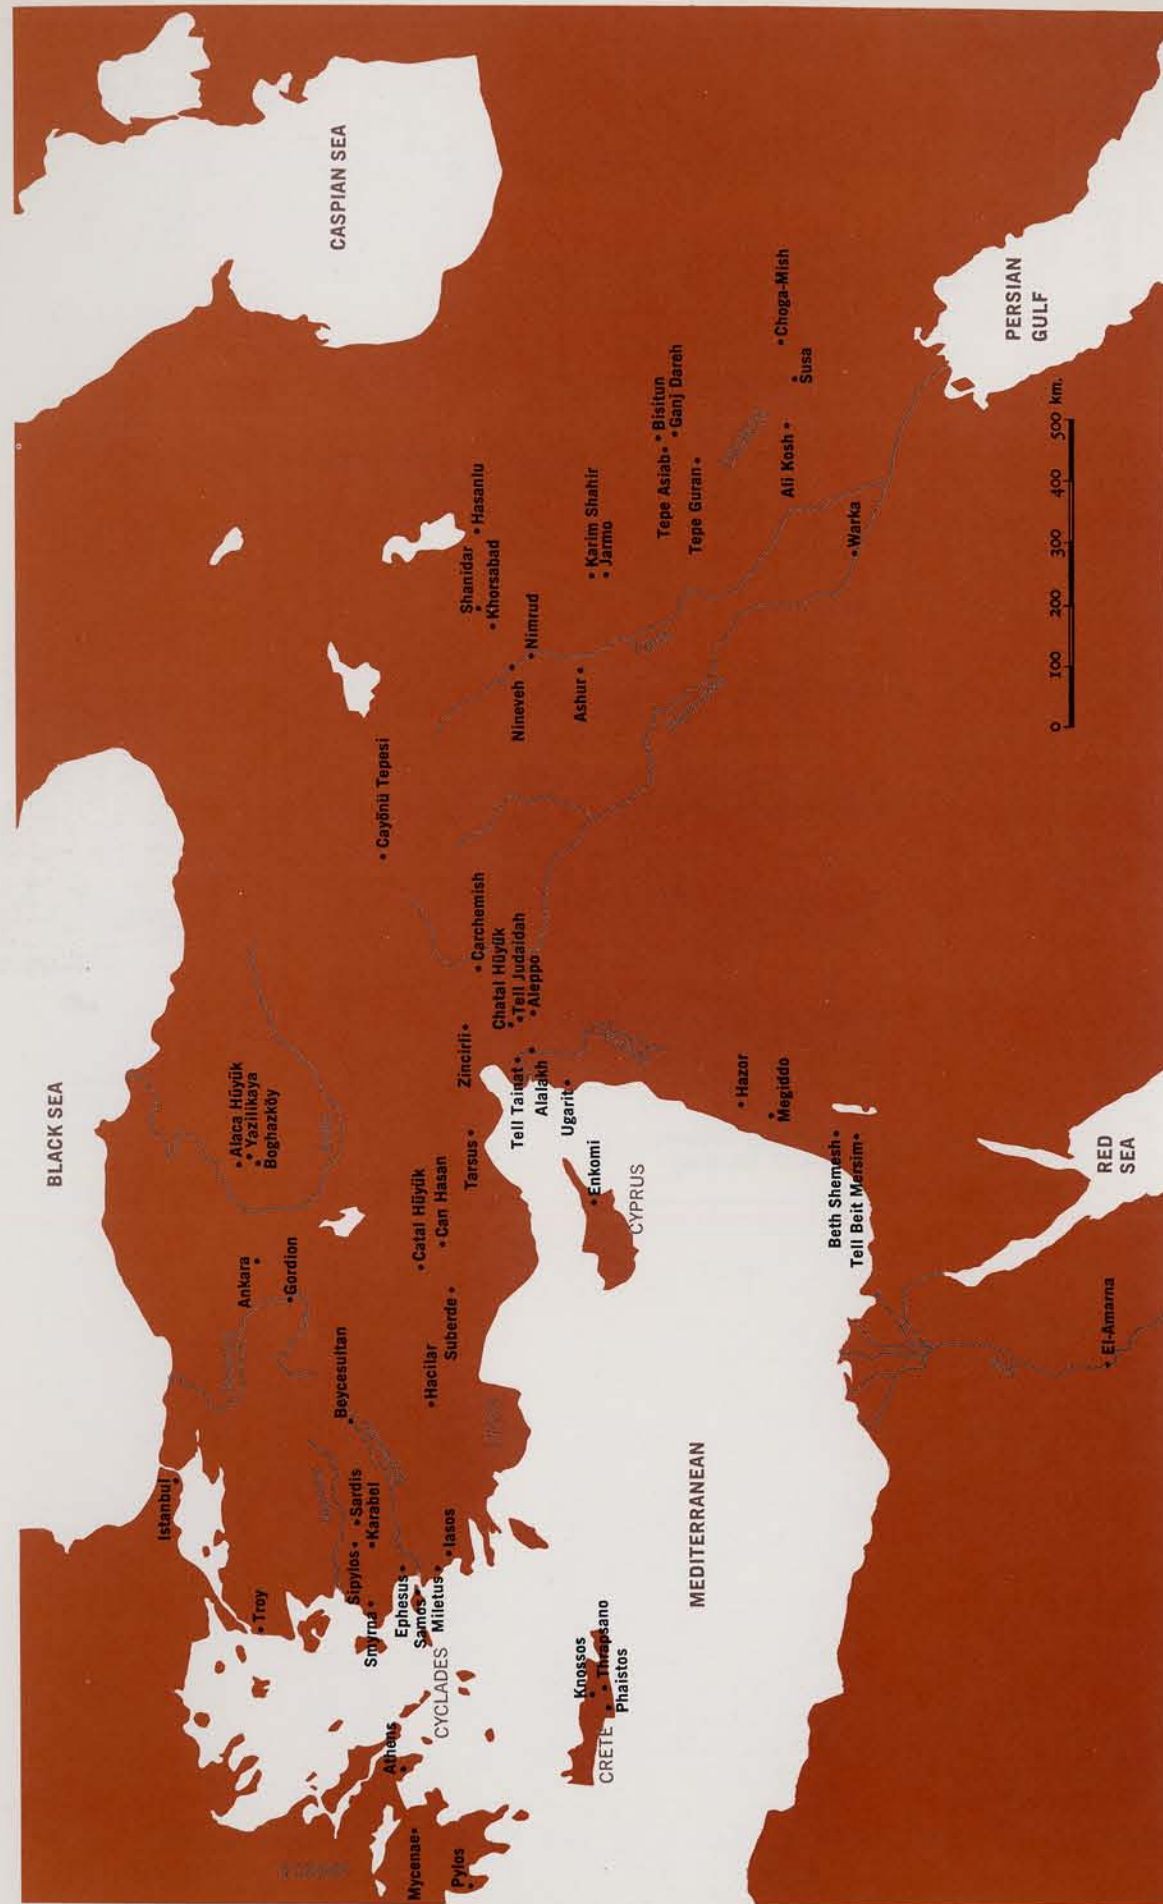 BLACK SEA
CASPIAN SEA
Istanbul
Troy
Ankara
Gordion
Alaca Hüyük
Yazilikaya
Boghazköy
Beycesultan
Sipylos
Sardis
Karabel
Smyrna
Ephesus
Samos
Miletus
Iasos
Athens
Mycenae
Pylos
CYCLADES
Hacilar
Suberde
Catal Hüyük
Can Hasan
Tarsus
Zincirli
Carchemish
Chatal Hüyük
Tell Judaidah
Aleppo
Tell Tainat
Alalakh
Ugarit
Cayönü Tepesi
Shanidar
Hasanlu
Khorsabad
Nineveh
Nimrud
Ashur
Karim Shahir
Jarmo
Tepe Asiab
Bisitun
Ganj Dareh
Tepe Guran
Ali Kosh
Choga-Mish
Susa
Warka
Enkomi
CYPRUS
Knossos
Thrapsano
Phaistos
CRETE
MEDITERRANEAN
Hazor
Megiddo
Beth Shemesh
Tell Beit Mersim
El-Amarna
RED
SEA
PERSIAN
GULF
0 100 200 300 400 500 km.